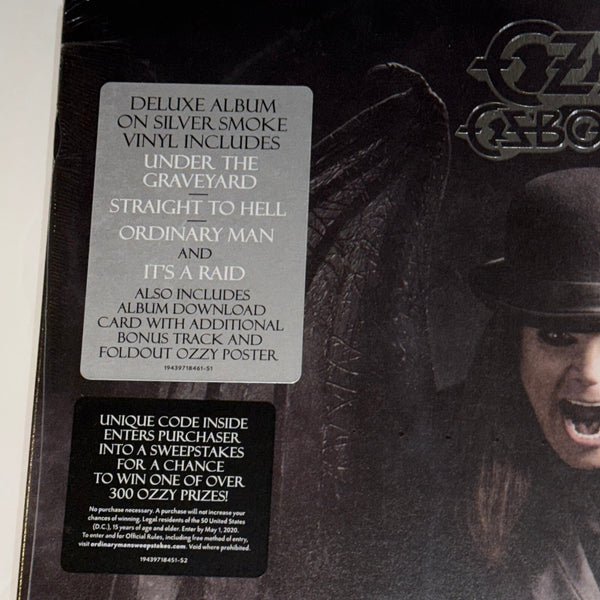 DELUXE ALBUM
ON SILVER SMOKE
VINYL INCLUDES
UNDER THE
GRAVEYARD
STRAIGHT TO HELL
ORDINARY MAN
AND
IT'S A RAID
ALSO INCLUDES
ALBUM DOWNLOAD
CARD WITH ADDITIONAL
BONUS TRACK AND
FOLDOUT OZZY POSTER
19439718461-S1
UNIQUE CODE INSIDE
ENTERS PURCHASER
INTO A SWEEPSTAKES
FOR A CHANCE
TO WIN ONE OF OVER
300 OZZY PRIZES!
No purchase necessary. A purchase will not increase your
chances of winning. Legal residents of the 50 United States
(D.C.), 15 years of age and older. Enter by May 1, 2020.
To enter and for Official Rules, including free method of entry,
visit ordinarymansweepstakes.com. Void where prohibited.
19439718451-S2
OZ
OSBO